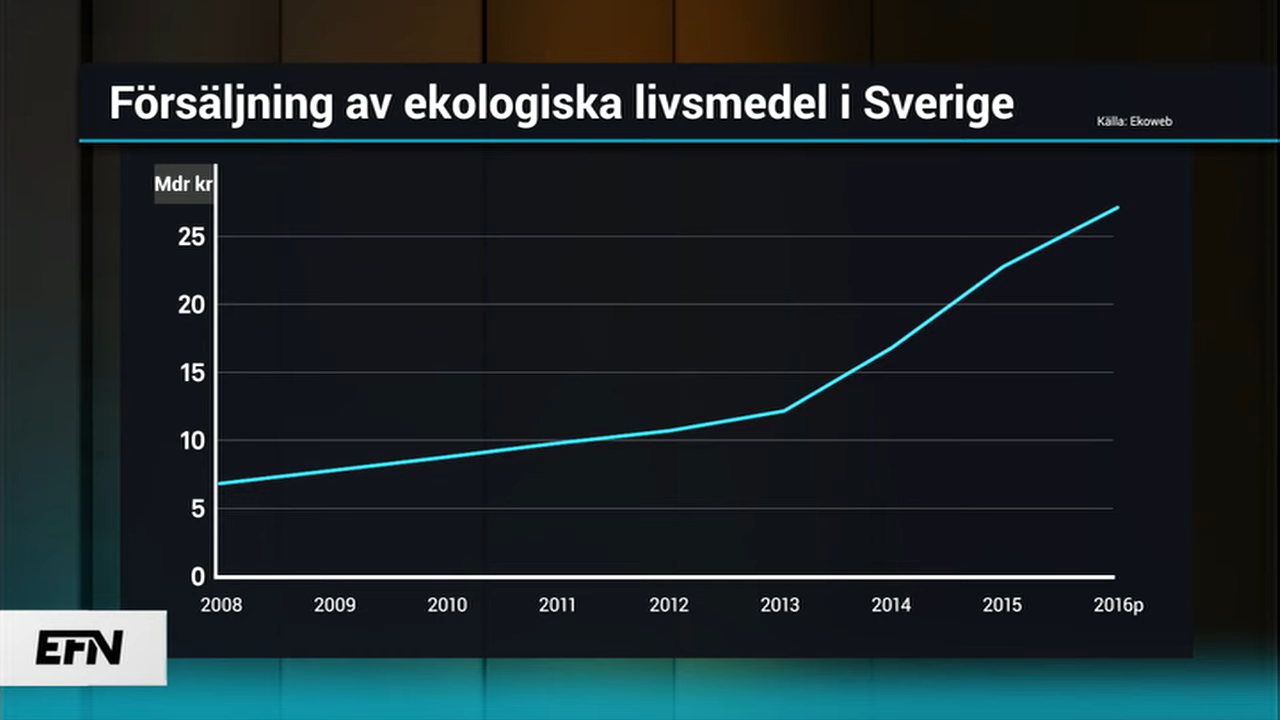 Försäljning av ekologiska livsmedel i Sverige
Källa: Ekoweb
Mdr kr
25
20
15
10
5
0
2008 2009 2010 2011 2012 2013 2014 2015 2016p
EFN